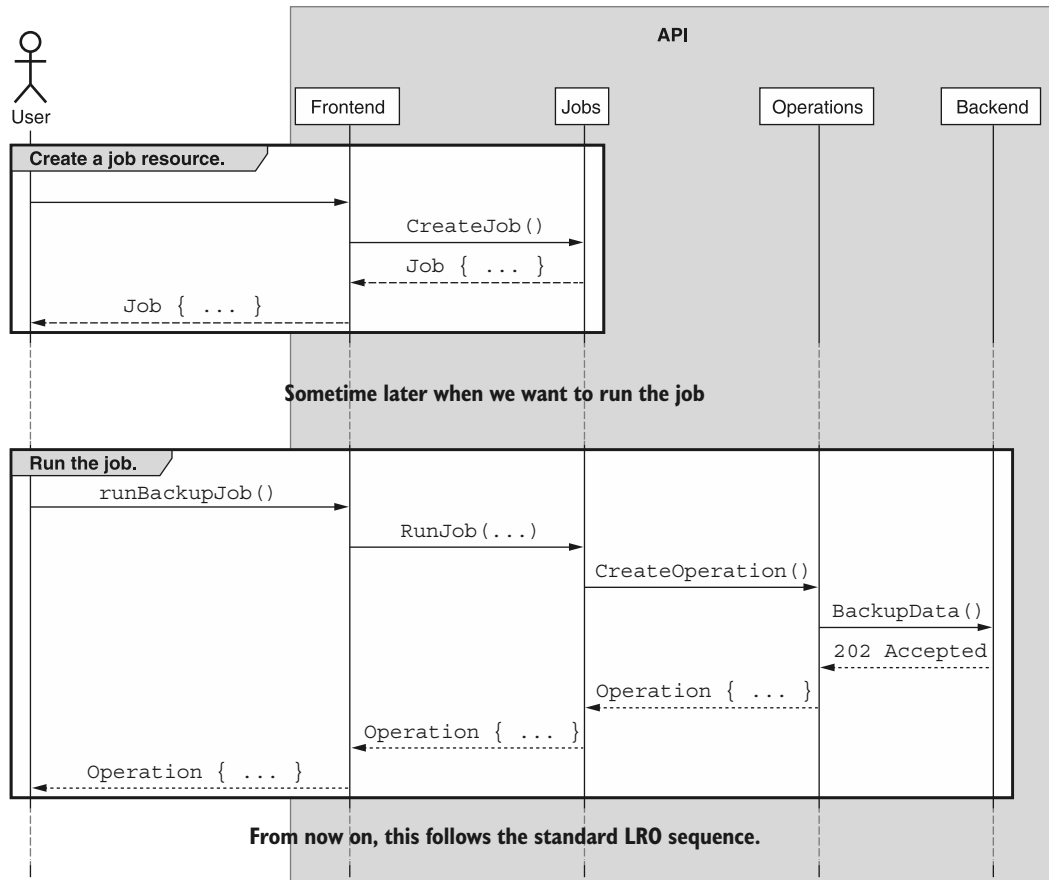 API
User
Frontend
Jobs
Operations
Backend
Create a job resource.
CreateJob()
Job { ... }
Job { ... }
Sometime later when we want to run the job
Run the job.
runBackupJob()
RunJob(...)
CreateOperation()
BackupData()
202 Accepted
Operation { ... }
Operation { ... }
Operation { ... }
From now on, this follows the standard LRO sequence.